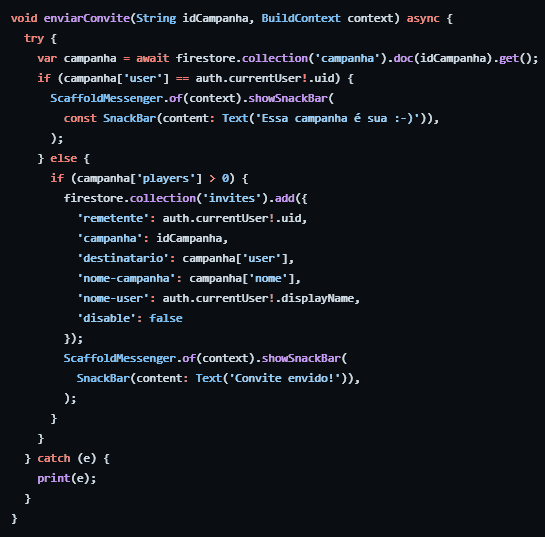 void enviarConvite(String idCampanha, BuildContext context) async {
  try {
    var campanha = await firestore.collection('campanha').doc(idCampanha).get();
    if (campanha['user'] == auth.currentUser!.uid) {
      ScaffoldMessenger.of(context).showSnackBar(
        const SnackBar(content: Text('Essa campanha é sua :-)')),
      );
    } else {
      if (campanha['players'] > 0) {
        firestore.collection('invites').add({
          'remetente': auth.currentUser!.uid,
          'campanha': idCampanha,
          'destinatario': campanha['user'],
          'nome-campanha': campanha['nome'],
          'nome-user': auth.currentUser!.displayName,
          'disable': false
        });
        ScaffoldMessenger.of(context).showSnackBar(
          SnackBar(content: Text('Convite envido!')),
        );
      }
    }
  } catch (e) {
    print(e);
  }
}